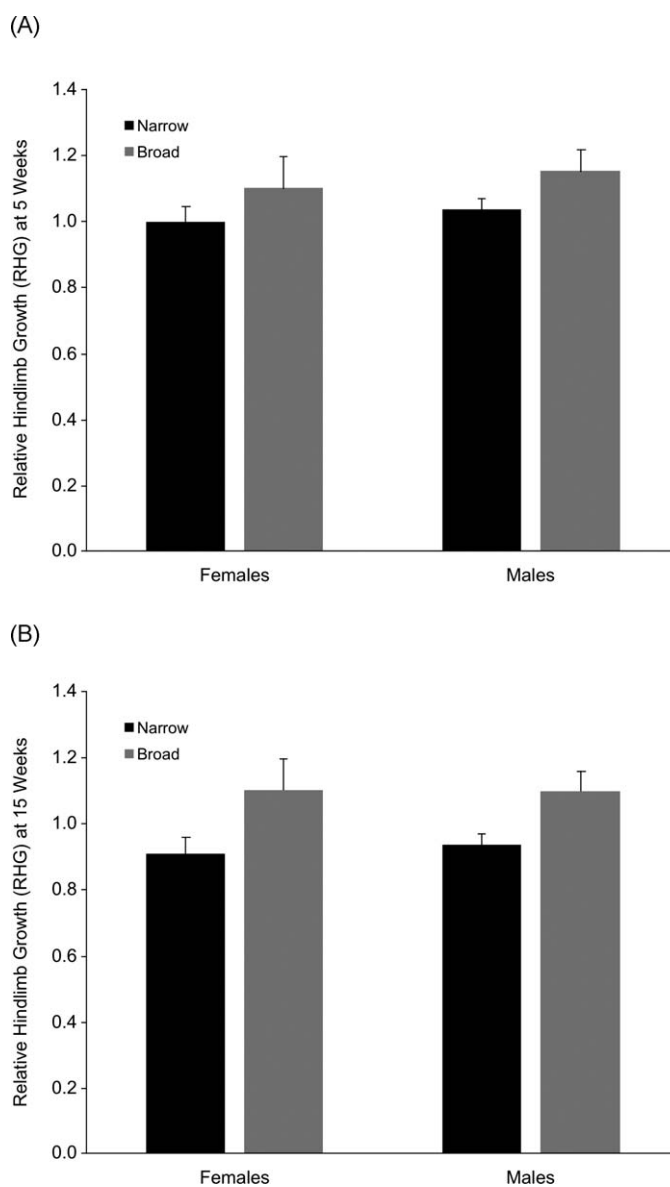 (A)
Relative Hindlimb Growth (RHG) at 5 Weeks
1.4
1.2
1.0
0.8
0.6
0.4
0.2
0.0
Narrow
Broad
Females Males
(B)
Relative Hindlimb Growth (RHG) at 15 Weeks
1.4
1.2
1.0
0.8
0.6
0.4
0.2
0.0
Narrow
Broad
Females Males